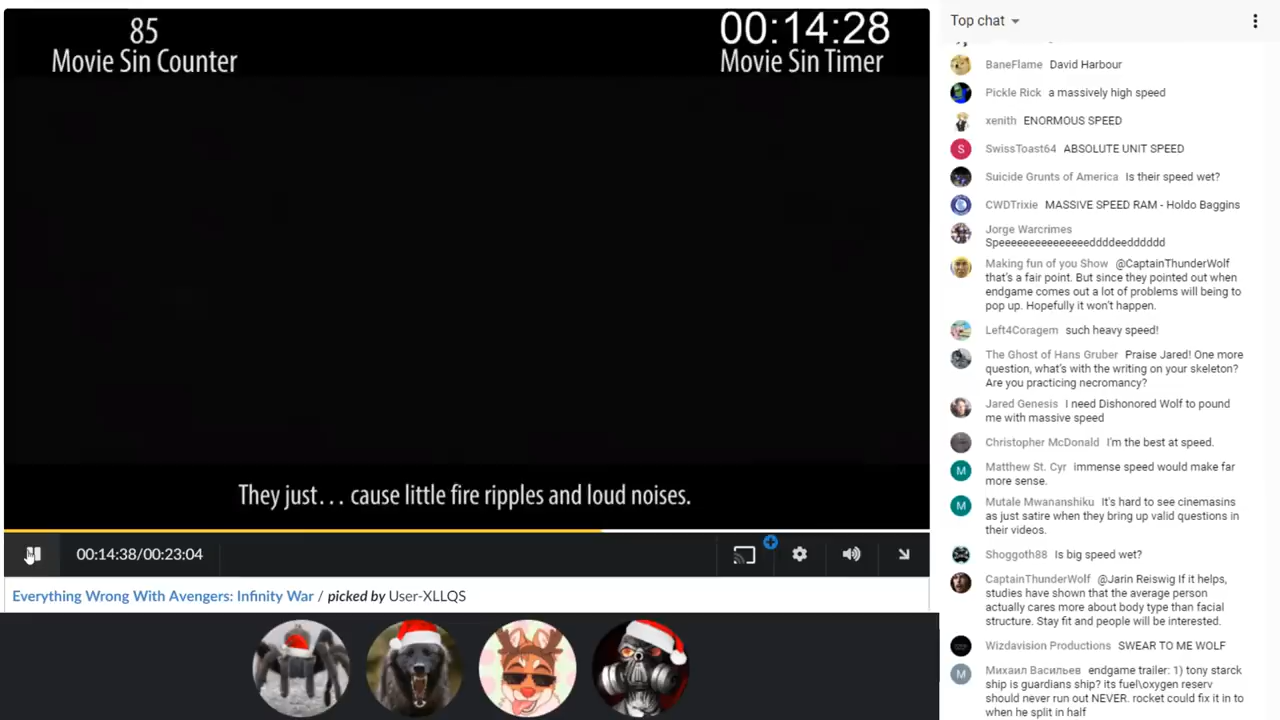 85
Movie Sin Counter
00:14:28
Movie Sin Timer
They just... cause little fire ripples and loud noises.
00:14:38/00:23:04
Everything Wrong With Avengers: Infinity War / picked by User-XLLQS
Top chat
BaneFlame David Harbour
Pickle Rick a massively high speed
xenith ENORMOUS SPEED
S
SwissToast64 ABSOLUTE UNIT SPEED
Suicide Grunts of America Is their speed wet?
CWDTrixie MASSIVE SPEED RAM - Holdo Baggins
Jorge Warcrimes
Speeeeeeeeeeeeeeddddeedddddd
Making fun of you Show @CaptainThunderWolf
that's a fair point. But since they pointed out when
endgame comes out a lot of problems will being to
pop up. Hopefully it won't happen.
Left4Coragem such heavy speed!
The Ghost of Hans Gruber Praise Jared! One more
question, what's with the writing on your skeleton?
Are you practicing necromancy?
Jared Genesis I need Dishonored Wolf to pound
me with massive speed
Christopher McDonald I'm the best at speed.
M
Matthew St. Cyr immense speed would make far
more sense.
M
Mutale Mwananshiku It's hard to see cinemasins
as just satire when they bring up valid questions in
their videos.
Shoggoth88 Is big speed wet?
CaptainThunderWolf @Jarin Reiswig If it helps,
studies have shown that the average person
actually cares more about body type than facial
structure. Stay fit and people will be interested.
Wizdavision Productions SWEAR TO ME WOLF
М
Михаил Васильев endgame trailer: 1) tony starck
ship is guardians ship? its fuel\oxygen reserv
should never run out NEVER. rocket could fix it in to
when he split in half